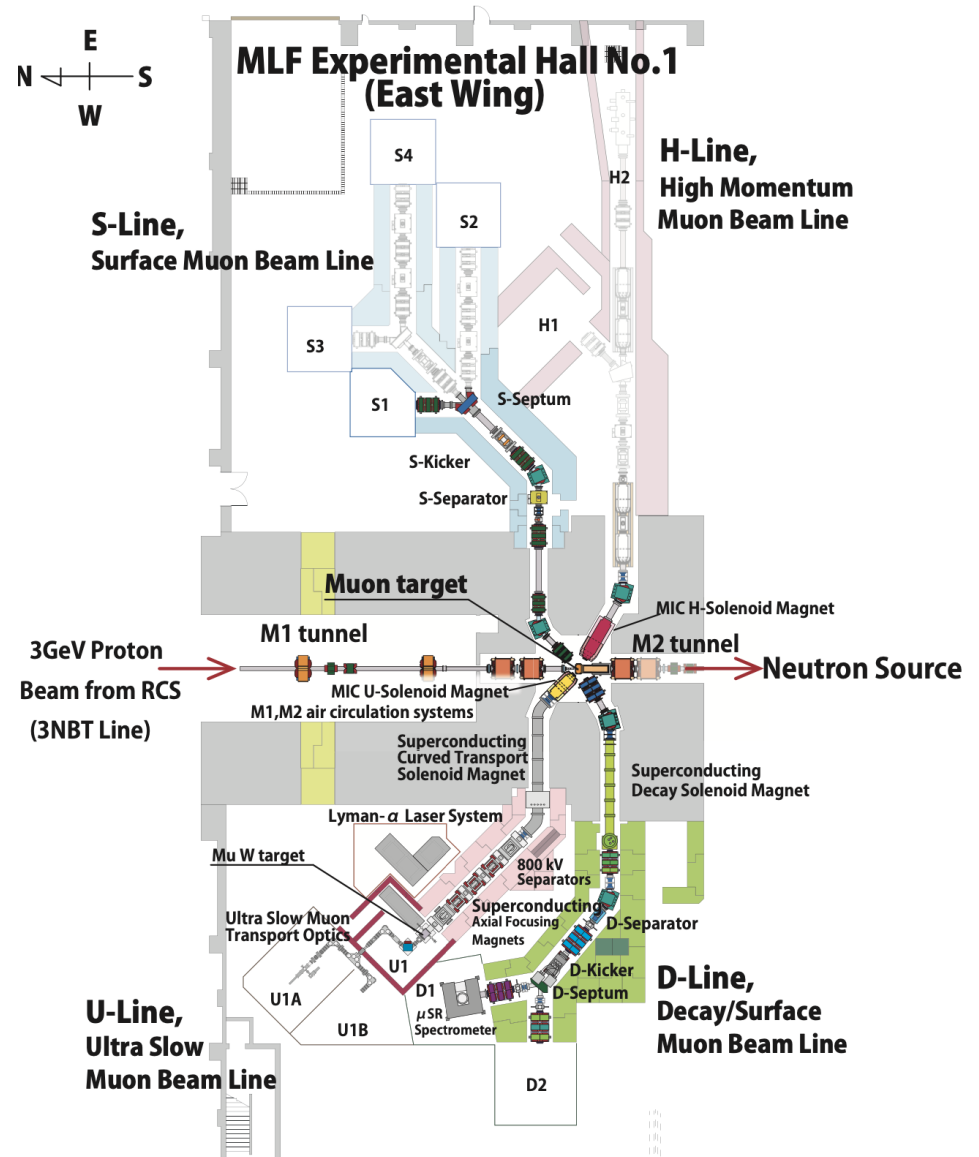 MLF Experimental Hall No.1
(East Wing)
E
N
S
W
S4
S2
H2
H-Line,
High Momentum
Muon Beam Line
S-Line,
Surface Muon Beam Line
H1
S3
S1
S-Septum
S-Kicker
S-Separator
Muon target
MIC H-Solenoid Magnet
M1 tunnel
M2 tunnel
3GeV Proton
Beam from RCS
(3NBT Line)
Neutron Source
MIC U-Solenoid Magnet
M1,M2 air circulation systems
Superconducting
Curved Transport
Solenoid Magnet
Superconducting
Decay Solenoid Magnet
Lyman-α Laser System
Mu W target
800 kV
Separators
Superconducting
Axial Focusing
Magnets
Ultra Slow Muon
Transport Optics
D-Separator
U1
D-Kicker
D-Septum
D1
μSR
Spectrometer
U1A
U1B
D-Line,
Decay/Surface
Muon Beam Line
U-Line,
Ultra Slow
Muon Beam Line
D2